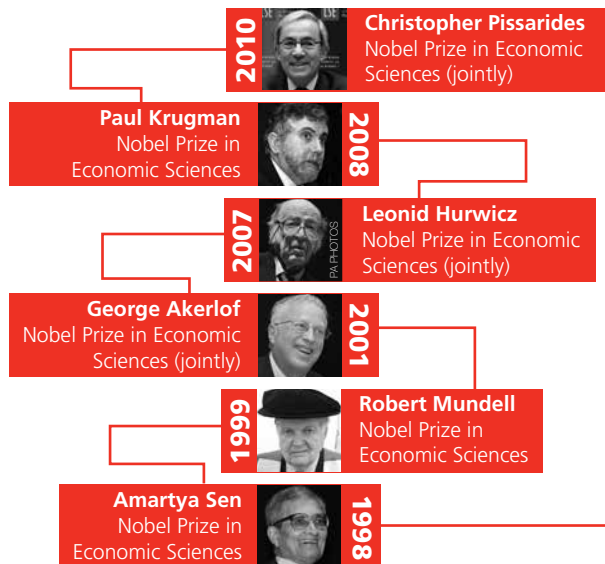 2010
Christopher Pissarides
Nobel Prize in Economic
Sciences (jointly)
Paul Krugman
Nobel Prize in
Economic Sciences
2008
2007
PA PHOTOS
Leonid Hurwicz
Nobel Prize in Economic
Sciences (jointly)
George Akerlof
Nobel Prize in Economic
Sciences (jointly)
2001
1999
Robert Mundell
Nobel Prize in
Economic Sciences
Amartya Sen
Nobel Prize in
Economic Sciences
1998